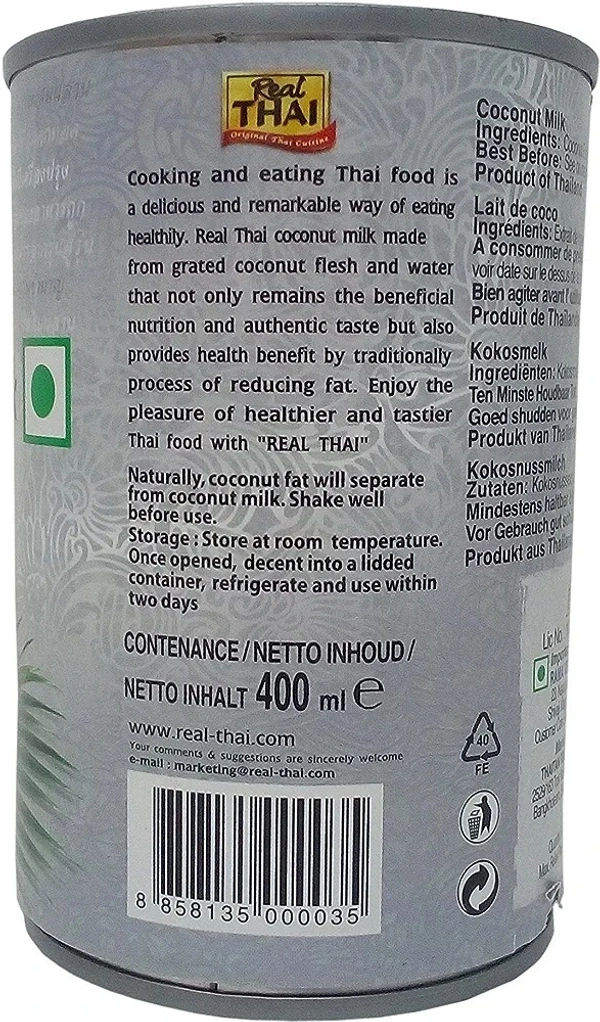 Real
THAI
Original Thai Cuisine
Cooking and eating Thai food is
a delicious and remarkable way of eating
healthily. Real Thai coconut milk made
from grated coconut flesh and water
that not only remains the beneficial
nutrition and authentic taste but also
provides health benefit by traditionally
process of reducing fat. Enjoy the
pleasure of healthier and tastier
Thai food with "REAL THAI"
Naturally, coconut fat will separate
from coconut milk. Shake well
before use.
Storage : Store at room temperature.
Once opened, decent into a lidded
container, refrigerate and use within
two days
CONTENANCE / NETTO INHOUD /
NETTO INHALT 400 ml e
www.real-thai.com
Your comments & suggestions are sincerely welcome
e-mail : marketing@real-thai.com
8 858135 000035
Coconut Milk
Ingredients:
Best Before:
Product of
Lait de coco
Ingrédients:
A consommer de
voir date sur le dessus
Bien agiter avant
Produit de
Kokosmelk
Ingrediënten:
Ten Minste Houdbaar
Goed shudden voor
Produkt van
Kokosnussmilch
Zutaten:
Mindestens haltbar
Vor Gebrauch gut
Produkt aus
Lic No.
40
FE